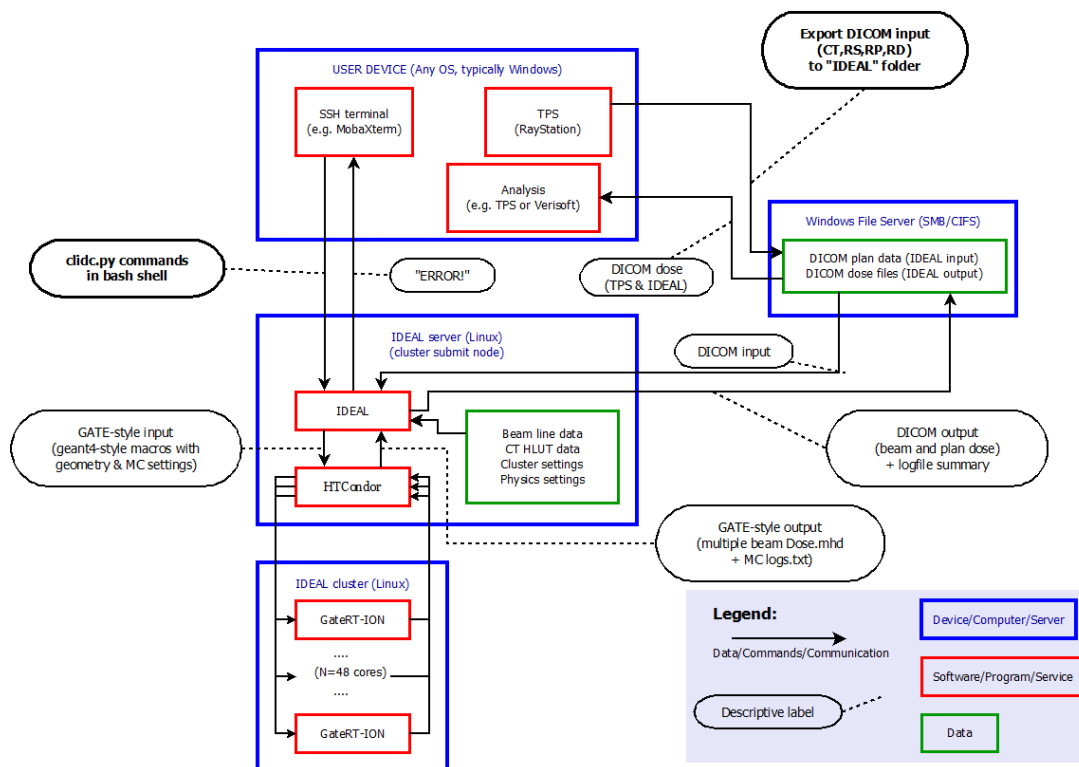 Export DICOM input
(CT,RS,RP,RD)
to "IDEAL" folder
USER DEVICE (Any OS, typically Windows)
SSH terminal
(e.g. MobaXterm)
TPS
(RayStation)
Analysis
(e.g. TPS or Verisoft)
Windows File Server (SMB/CIFS)
DICOM plan data (IDEAL input)
DICOM dose files (IDEAL output)
clidc.py commands
in bash shell
"ERROR!"
DICOM dose
(TPS & IDEAL)
IDEAL server (Linux)
(cluster submit node)
DICOM input
IDEAL
GATE-style input
(geant4-style macros with
geometry & MC settings)
Beam line data
CT HLUT data
Cluster settings
Physics settings
DICOM output
(beam and plan dose)
+ logfile summary
HTCondor
GATE-style output
(multiple beam Dose.mhd
+ MC logs.txt)
IDEAL cluster (Linux)
GateRT-ION
....
(N=48 cores)
....
GateRT-ION
Legend:
Data/Commands/Communication
Descriptive label
Device/Computer/Server
Software/Program/Service
Data